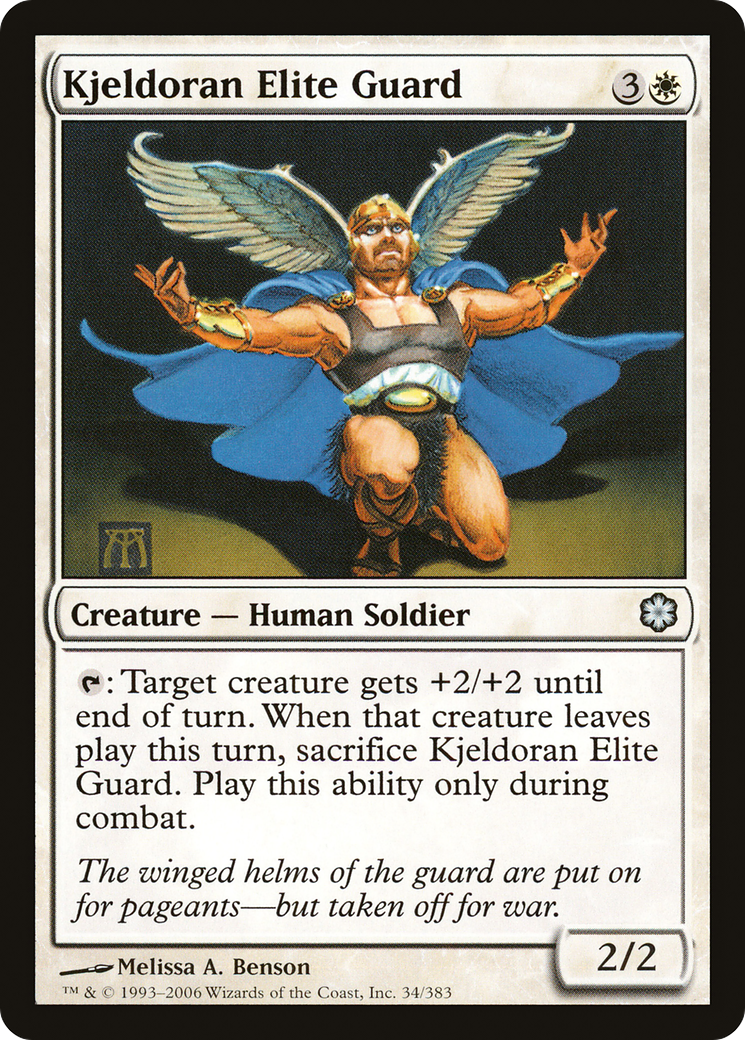 Kjeldoran Elite Guard 3
Creature — Human Soldier
: Target creature gets +2/+2 until
end of turn. When that creature leaves
play this turn, sacrifice Kjeldoran Elite
Guard. Play this ability only during
combat.
The winged helms of the guard are put on
for pageants—but taken off for war.
2/2
Melissa A. Benson
™ & © 1993–2006 Wizards of the Coast, Inc. 34/383